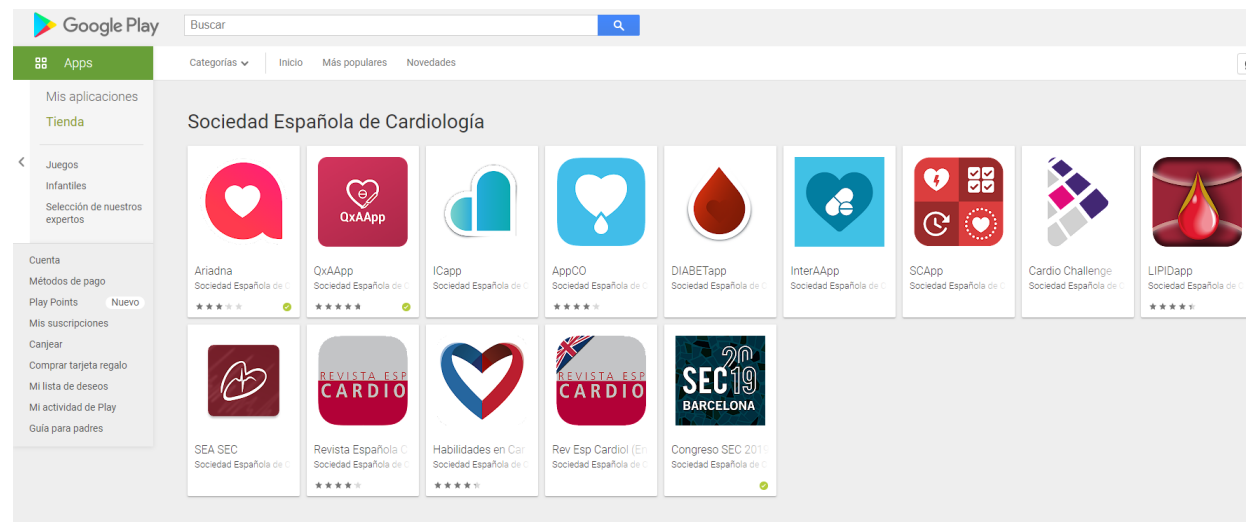 Google Play
Buscar
Apps
Categorías
Inicio
Más populares
Novedades
Mis aplicaciones
Tienda
Juegos
Infantiles
Selección de nuestros
expertos
Cuenta
Métodos de pago
Play Points
Nuevo
Mis suscripciones
Canjear
Comprar tarjeta regalo
Mi lista de deseos
Mi actividad de Play
Guía para padres
Sociedad Española de Cardiología
QxAApp
Ariadna
Sociedad Española de C
QxAApp
Sociedad Española de C
ICapp
Sociedad Española de C
AppCO
Sociedad Española de C
DIABETapp
Sociedad Española de C
InterAApp
Sociedad Española de C
SCApp
Sociedad Española de C
Cardio Challenge
Sociedad Española de C
LIPIDapp
Sociedad Española de C
SEA SEC
Sociedad Española de C
REVISTA ESP
CARDIO
Revista Española C
Sociedad Española de C
Habilidades en Car
Sociedad Española de C
REVISTA ESP
CARDIO
Rev Esp Cardiol (En
Sociedad Española de C
SEC
2019
BARCELONA
Congreso SEC 2019
Sociedad Española de C